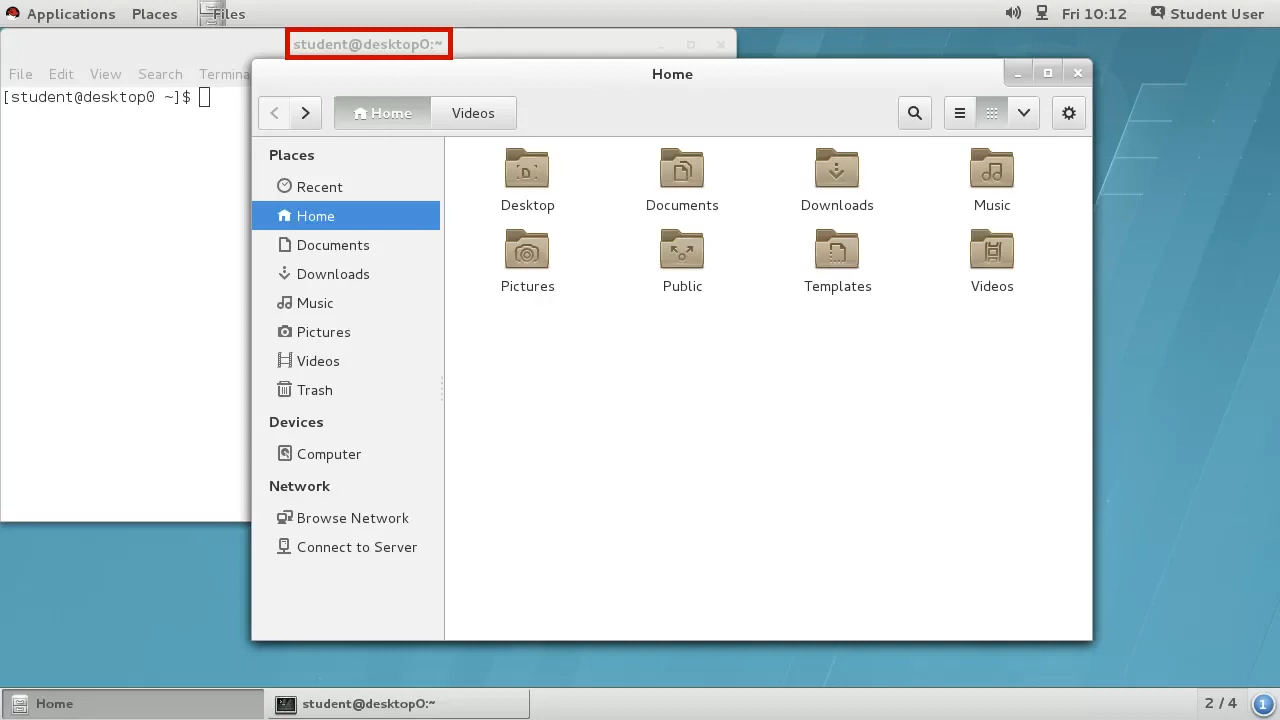 Applications Places Files Fri 10:12 Student User
student@desktop0:~
File Edit View Search Termina
[student@desktop0 ~]$
Home
Home Videos
Places
Recent
Home
Documents
Downloads
Music
Pictures
Videos
Trash
Devices
Computer
Network
Browse Network
Connect to Server
Desktop Documents Downloads Music
Pictures Public Templates Videos
Home student@desktop0:~ 2 / 4 1